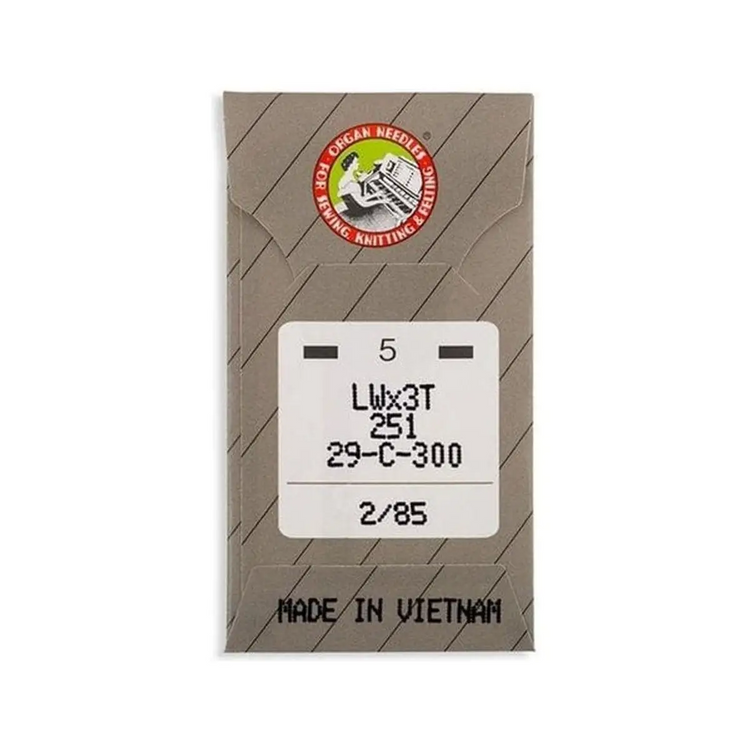 ORGAN NEEDLES ®
FOR SEWING, KNITTING & FELTING
5
LWx3T
251
29-C-300
2/85
MADE IN VIETNAM